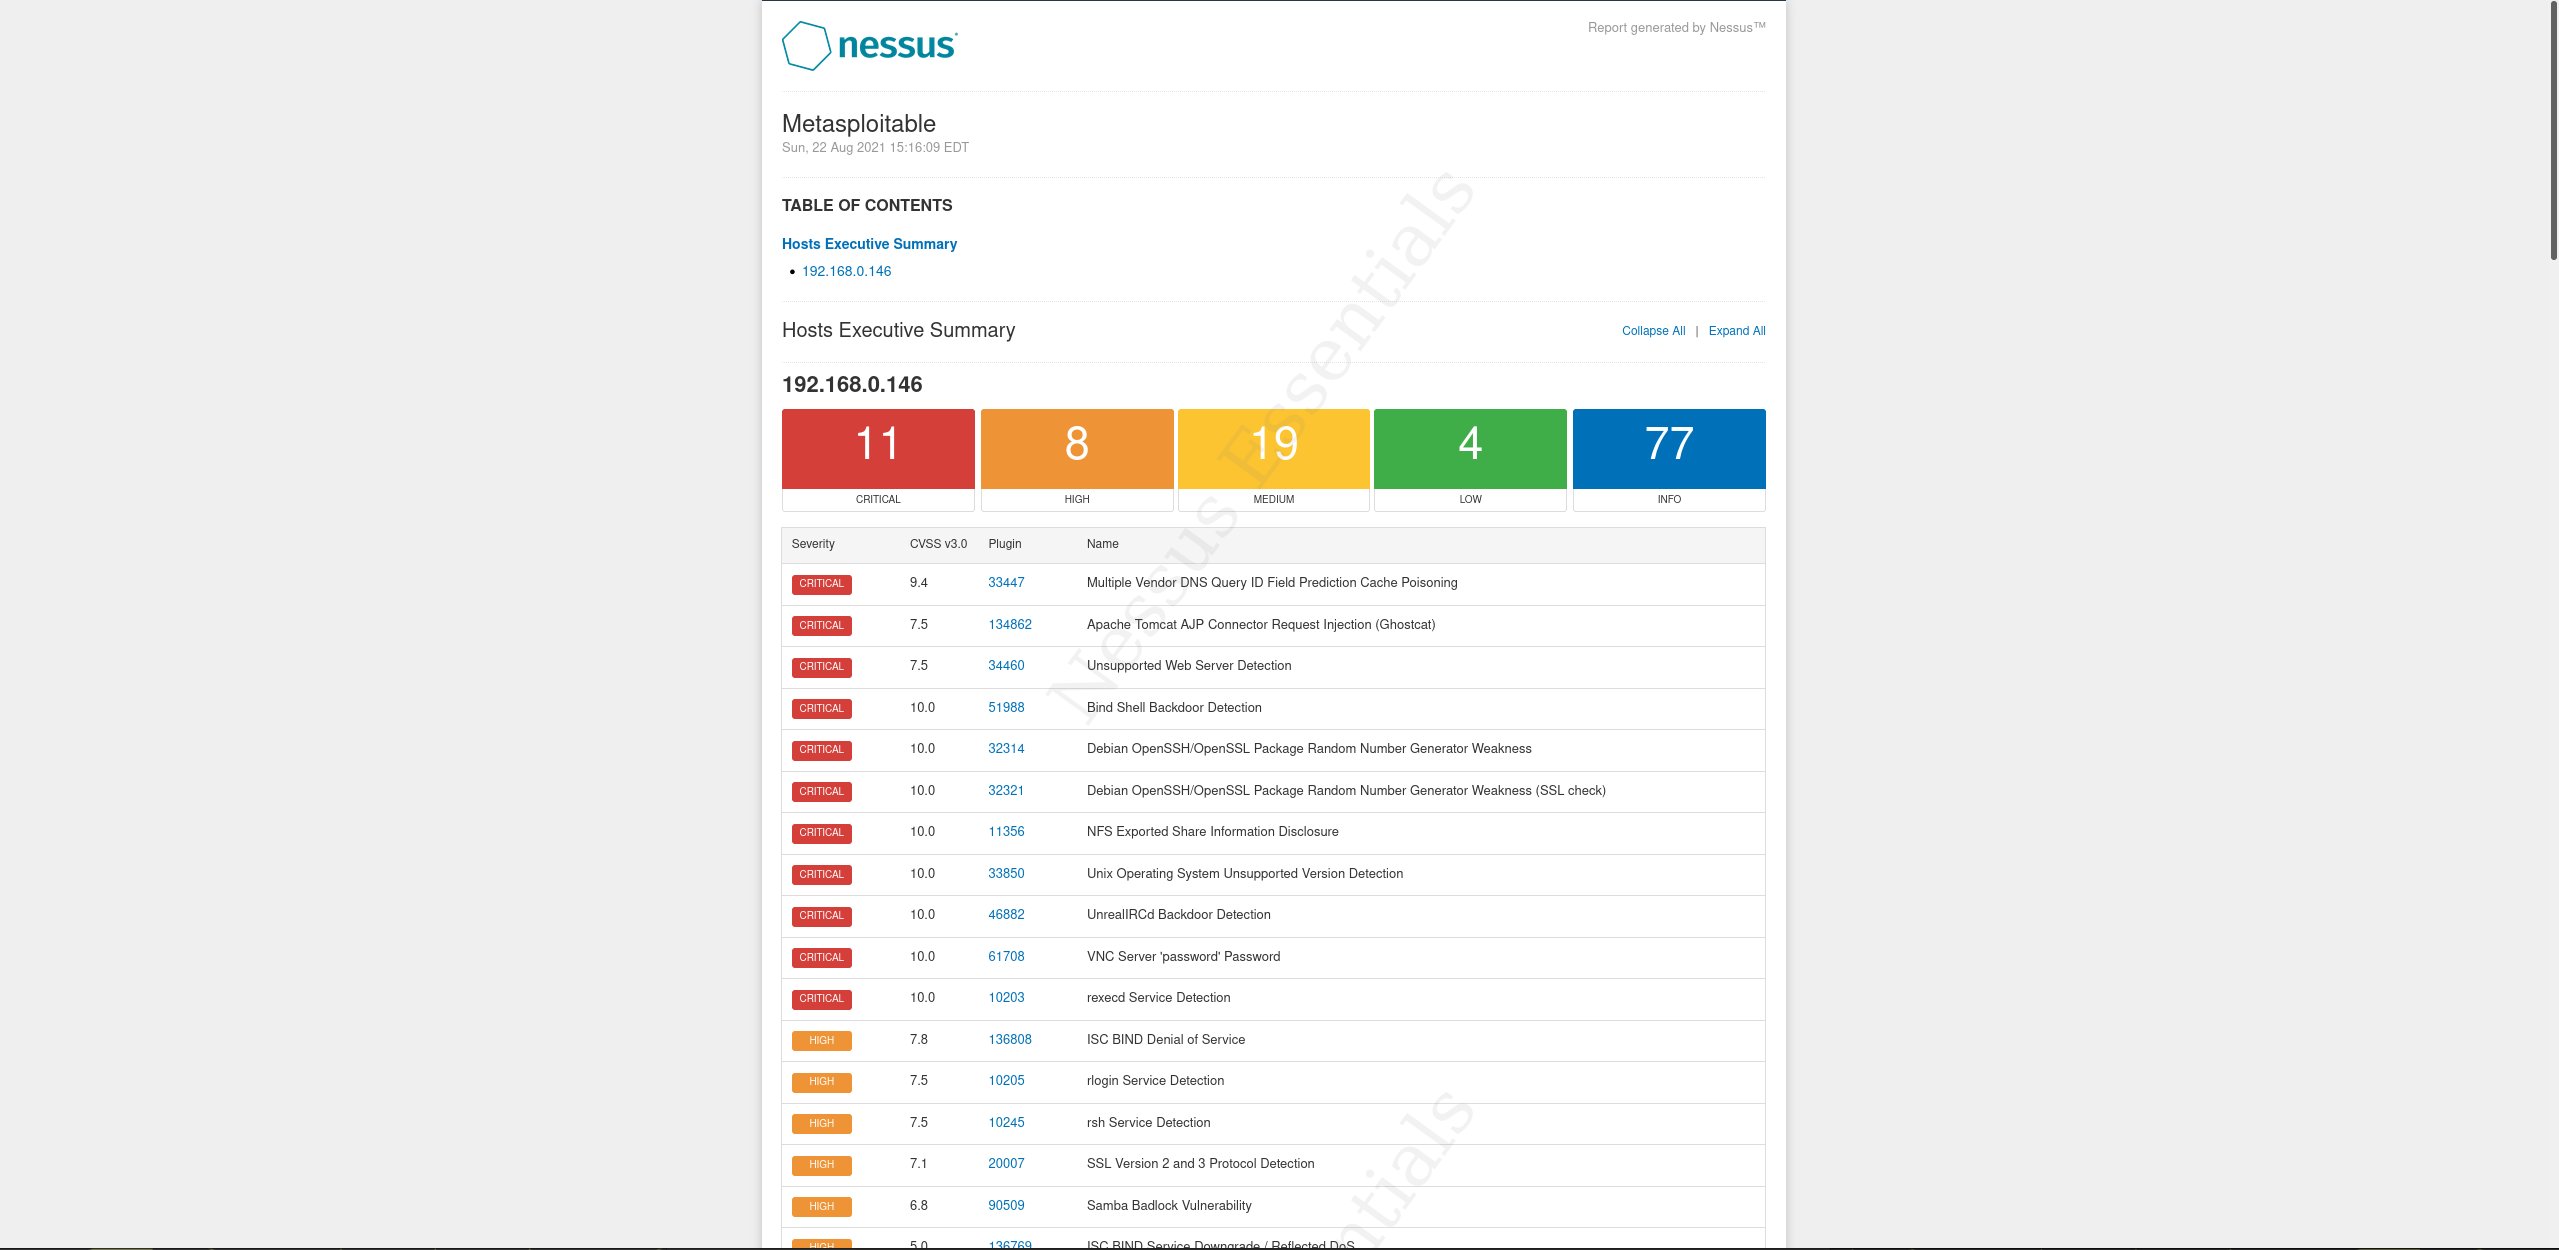 nessus
Report generated by Nessus™
Metasploitable
Sun, 22 Aug 2021 15:16:09 EDT
TABLE OF CONTENTS
Hosts Executive Summary
• 192.168.0.146
Hosts Executive Summary
Collapse All | Expand All
192.168.0.146
11 8 19 4 77
CRITICAL HIGH MEDIUM LOW INFO
Severity CVSS v3.0 Plugin Name
CRITICAL 9.4 33447 Multiple Vendor DNS Query ID Field Prediction Cache Poisoning
CRITICAL 7.5 134862 Apache Tomcat AJP Connector Request Injection (Ghostcat)
CRITICAL 7.5 34460 Unsupported Web Server Detection
CRITICAL 10.0 51988 Bind Shell Backdoor Detection
CRITICAL 10.0 32314 Debian OpenSSH/OpenSSL Package Random Number Generator Weakness
CRITICAL 10.0 32321 Debian OpenSSH/OpenSSL Package Random Number Generator Weakness (SSL check)
CRITICAL 10.0 11356 NFS Exported Share Information Disclosure
CRITICAL 10.0 33850 Unix Operating System Unsupported Version Detection
CRITICAL 10.0 46882 UnrealIRCd Backdoor Detection
CRITICAL 10.0 61708 VNC Server 'password' Password
CRITICAL 10.0 10203 rexecd Service Detection
HIGH 7.8 136808 ISC BIND Denial of Service
HIGH 7.5 10205 rlogin Service Detection
HIGH 7.5 10245 rsh Service Detection
HIGH 7.1 20007 SSL Version 2 and 3 Protocol Detection
HIGH 6.8 90509 Samba Badlock Vulnerability
HIGH 5.0 136769 ISC BIND Service Downgrade / Reflected DoS
Nessus Essentials
ntials